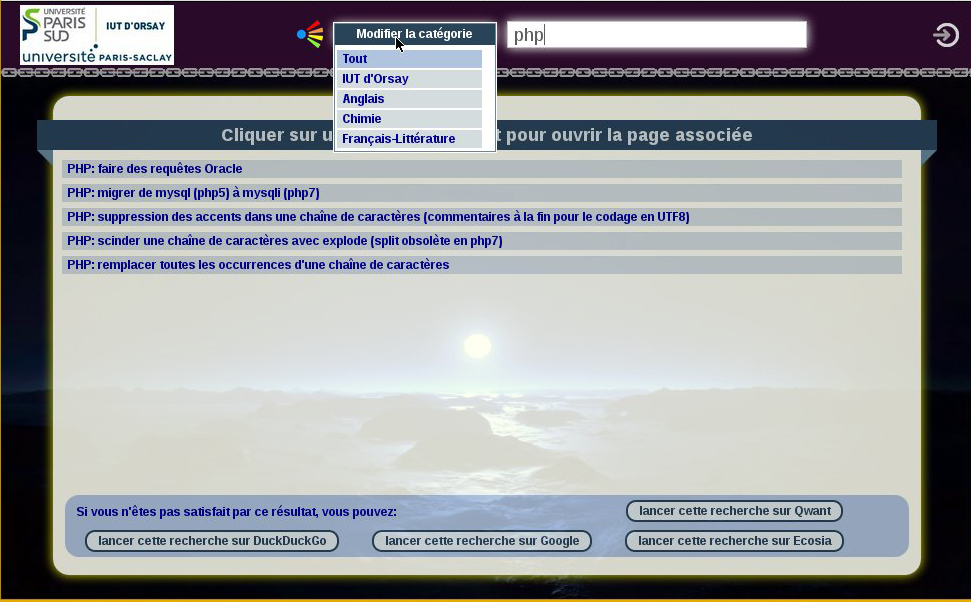 UNIVERSITÉ
PARIS
SUD
IUT D'ORSAY
université PARIS-SACLAY
Modifier la catégorie
php
Tout
IUT d'Orsay
Anglais
Chimie
Français-Littérature
Cliquer sur u
t pour ouvrir la page associée
PHP: faire des requêtes Oracle
PHP: migrer de mysql (php5) à mysqli (php7)
PHP: suppression des accents dans une chaîne de caractères (commentaires à la fin pour le codage en UTF8)
PHP: scinder une chaîne de caractères avec explode (split obsolète en php7)
PHP: remplacer toutes les occurrences d'une chaîne de caractères
Si vous n'êtes pas satisfait par ce résultat, vous pouvez:
lancer cette recherche sur Qwant
lancer cette recherche sur DuckDuckGo
lancer cette recherche sur Google
lancer cette recherche sur Ecosia